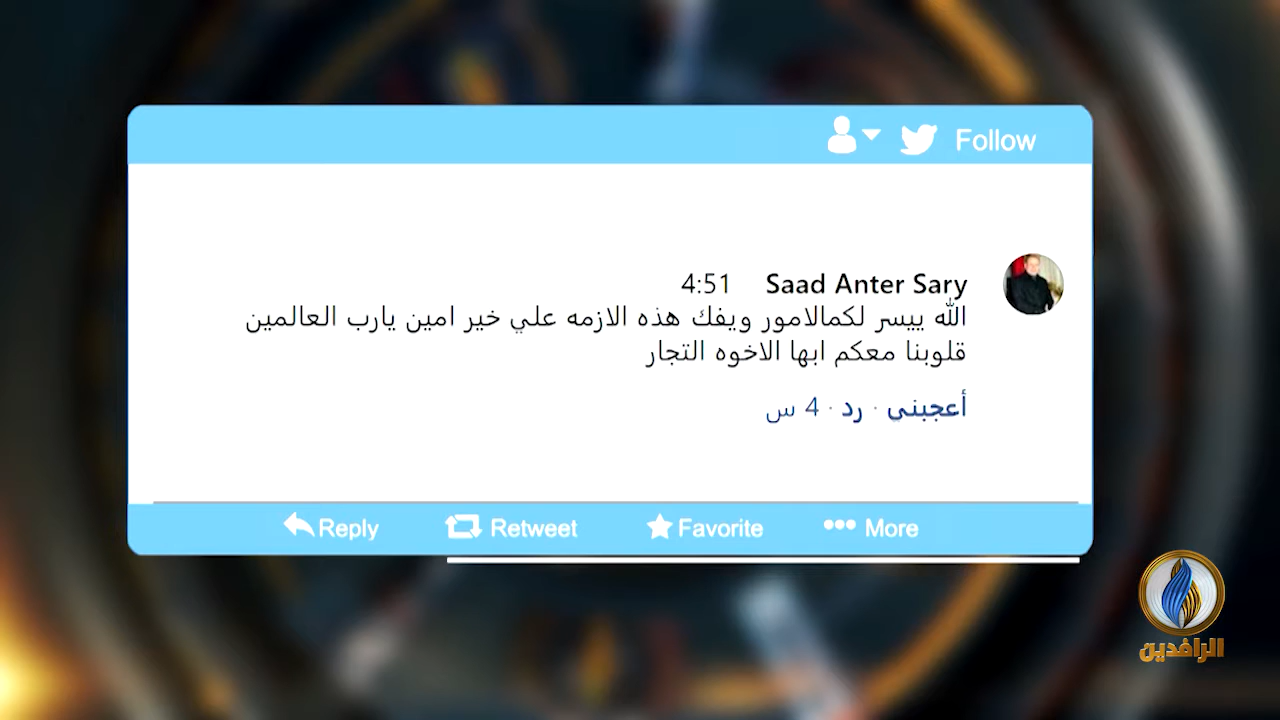 Follow
Saad Anter Sary 4:51
الله ييسر لكمالامور ويفك هذه الازمه علي خير امين يارب العالمين
قلوبنا معكم ابها الاخوه التجار
أعجبني · رد · 4 س
Reply Retweet Favorite More
الرافدين